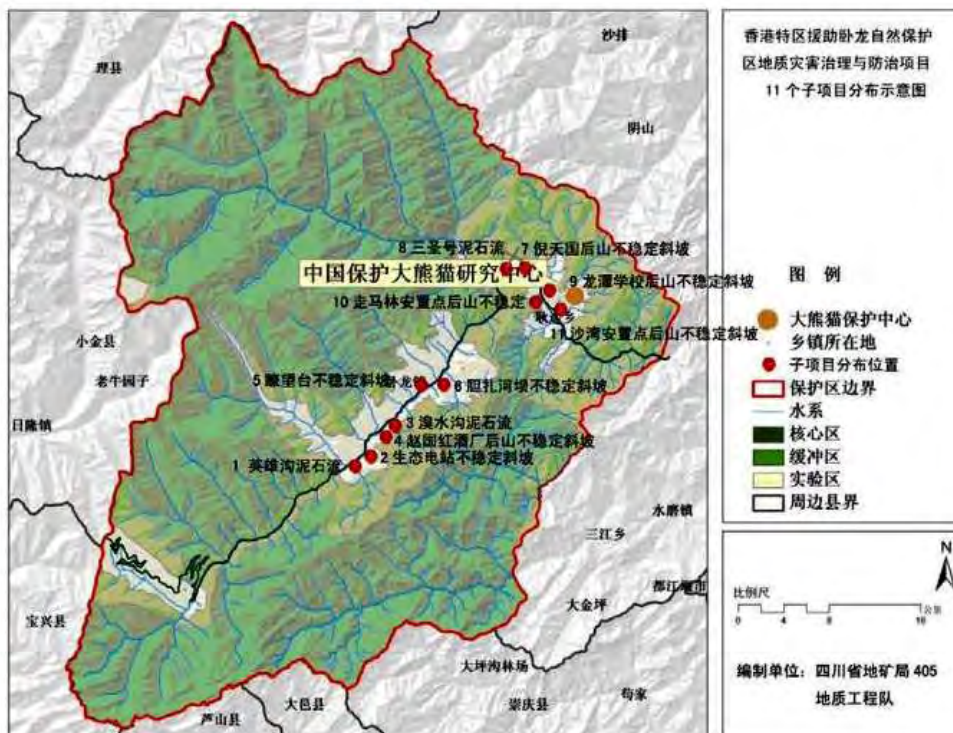 香港特区援助卧龙自然保护
区地质灾害治理与防治项目
11个子项目分布示意图
沙排
理县
阴山
8 三圣号泥石流
7 倪天国后山不稳定斜坡
中国保护大熊猫研究中心
9 龙潭学校后山不稳定斜坡
10 走马林安置点后山不稳定
11 沙湾安置点后山不稳定斜坡
小金县
老牛园子
5 瞭望台不稳定斜坡
6 胆扎河坝不稳定斜坡
日隆镇
3 溴水沟泥石流
4 赵国红酒厂后山不稳定斜坡
2 生态电站不稳定斜坡
1 英雄沟泥石流
水磨镇
三江乡
都江堰市
大金坪
宝兴县
大坪沟林场
苟家
大邑县
崇庆县
芦山县
图 例
大熊猫保护中心
乡镇所在地
子项目分布位置
保护区边界
水系
核心区
缓冲区
实验区
周边县界
N
比例尺
公里
0 4 8 16
编制单位：四川省地矿局405
地质工程队